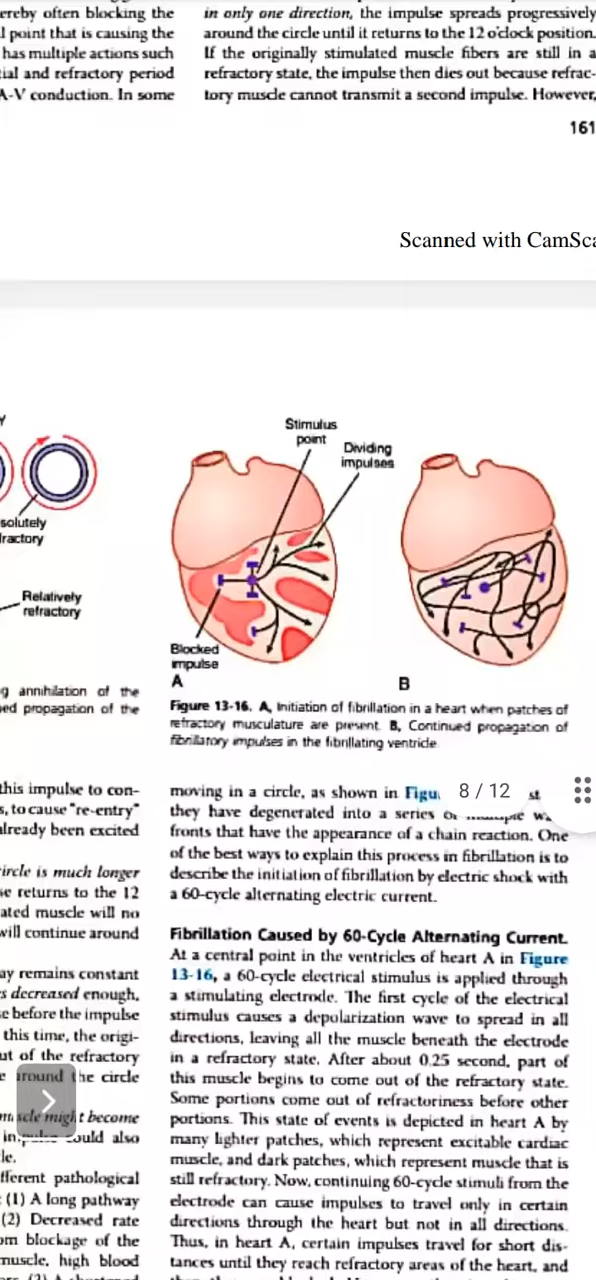 ereby often blocking the
l point that is causing the
has multiple actions such
ial and refractory period
A-V conduction. In some
in only one direction, the impulse spreads progressively
around the circle until it returns to the 12 o'clock position.
If the originally stimulated muscle fibers are still in a
refractory state, the impulse then dies out because refrac-
tory muscle cannot transmit a second impulse. However,
161
Scanned with CamSca
Y
solutely
fractory
Relatively
refractory
g annihilation of the
ed propagation of the
Stimulus
point
Dividing
impulses
Blocked
impulse
A
B
Figure 13-16. A, Initiation of fibrillation in a heart when patches of
refractory musculature are present. B, Continued propagation of
fibrillatory impulses in the fibrillating ventricle
this impulse to con-
s, to cause "re-entry"
already been excited
circle is much longer
se returns to the 12
ated muscle will no
will continue around
ay remains constant
s decreased enough,
se before the impulse
this time, the origi-
ut of the refractory
e around the circle
muscle might become
could also
le.
fferent pathological
(1) A long pathway
(2) Decreased rate
om blockage of the
muscle, high blood
moving in a circle, as shown in Figu
8 / 12
st
they have degenerated into a series
fronts that have the appearance of a chain reaction. One
of the best ways to explain this process in fibrillation is to
describe the initiation of fibrillation by electric shock with
a 60-cycle alternating electric current.
Fibrillation Caused by 60-Cycle Alternating Current.
At a central point in the ventricles of heart A in Figure
13-16, a 60-cycle electrical stimulus is applied through
a stimulating electrode. The first cycle of the electrical
stimulus causes a depolarization wave to spread in all
directions, leaving all the muscle beneath the electrode
in a refractory state. After about 0.25 second, part of
this muscle begins to come out of the refractory state.
Some portions come out of refractoriness before other
portions. This state of events is depicted in heart A by
many lighter patches, which represent excitable cardiac
muscle, and dark patches, which represent muscle that is
still refractory. Now, continuing 60-cycle stimuli from the
electrode can cause impulses to travel only in certain
directions through the heart but not in all directions.
Thus, in heart A, certain impulses travel for short dis-
tances until they reach refractory areas of the heart, and